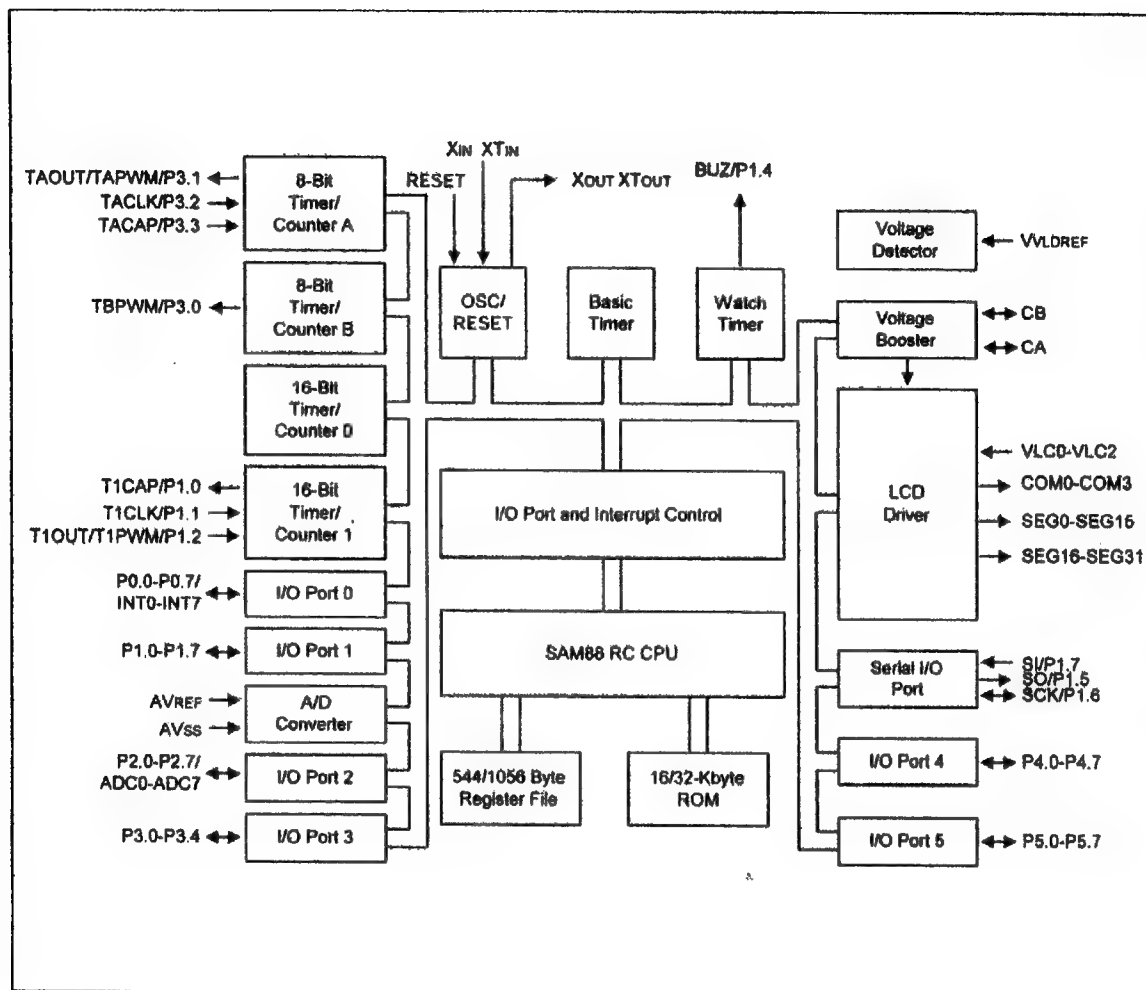 XIN XTIN
RESET
XOUT XTOUT
BUZ/P1.4
TAOUT/TAPWM/P3.1
TACLK/P3.2
TACAP/P3.3
8-Bit
Timer/
Counter A
Voltage
Detector
VVLDREF
TBPWM/P3.0
8-Bit
Timer/
Counter B
OSC/
RESET
Basic
Timer
Watch
Timer
Voltage
Booster
CB
CA
16-Bit
Timer/
Counter 0
T1CAP/P1.0
T1CLK/P1.1
T1OUT/T1PWM/P1.2
16-Bit
Timer/
Counter 1
I/O Port and Interrupt Control
LCD
Driver
VLC0-VLC2
COM0-COM3
SEG0-SEG15
SEG16-SEG31
P0.0-P0.7/
INT0-INT7
I/O Port 0
P1.0-P1.7
I/O Port 1
SAM88 RC CPU
Serial I/O
Port
SI/P1.7
SO/P1.5
SCK/P1.6
AVREF
AVSS
A/D
Converter
P2.0-P2.7/
ADC0-ADC7
I/O Port 2
544/1056 Byte
Register File
16/32-Kbyte
ROM
I/O Port 4
P4.0-P4.7
P3.0-P3.4
I/O Port 3
I/O Port 5
P5.0-P5.7